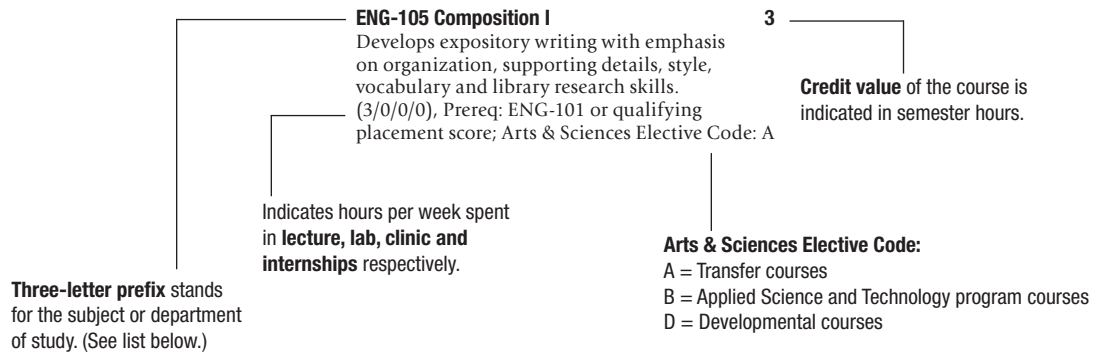 ENG-105 Composition I 3
Develops expository writing with emphasis
on organization, supporting details, style,
vocabulary and library research skills.
(3/0/0/0), Prereq: ENG-101 or qualifying
placement score; Arts & Sciences Elective Code: A
Credit value of the course is
indicated in semester hours.
Indicates hours per week spent
in lecture, lab, clinic and
internships respectively.
Arts & Sciences Elective Code:
A = Transfer courses
B = Applied Science and Technology program courses
D = Developmental courses
Three-letter prefix stands
for the subject or department
of study. (See list below.)